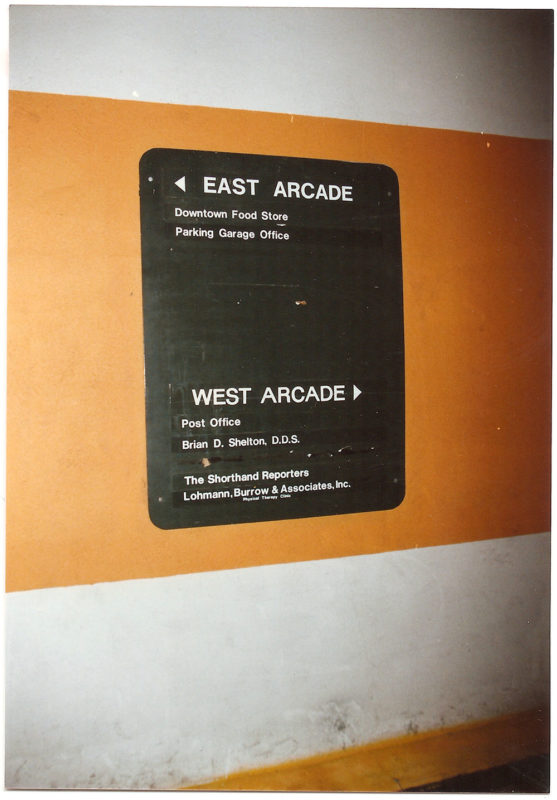 EAST ARCADE
Downtown Food Store
Parking Garage Office
WEST ARCADE
Post Office
Brian D. Shelton, D.D.S.
The Shorthand Reporters
Lohmann, Burrow & Associates, Inc.
Physical Therapy Clinic